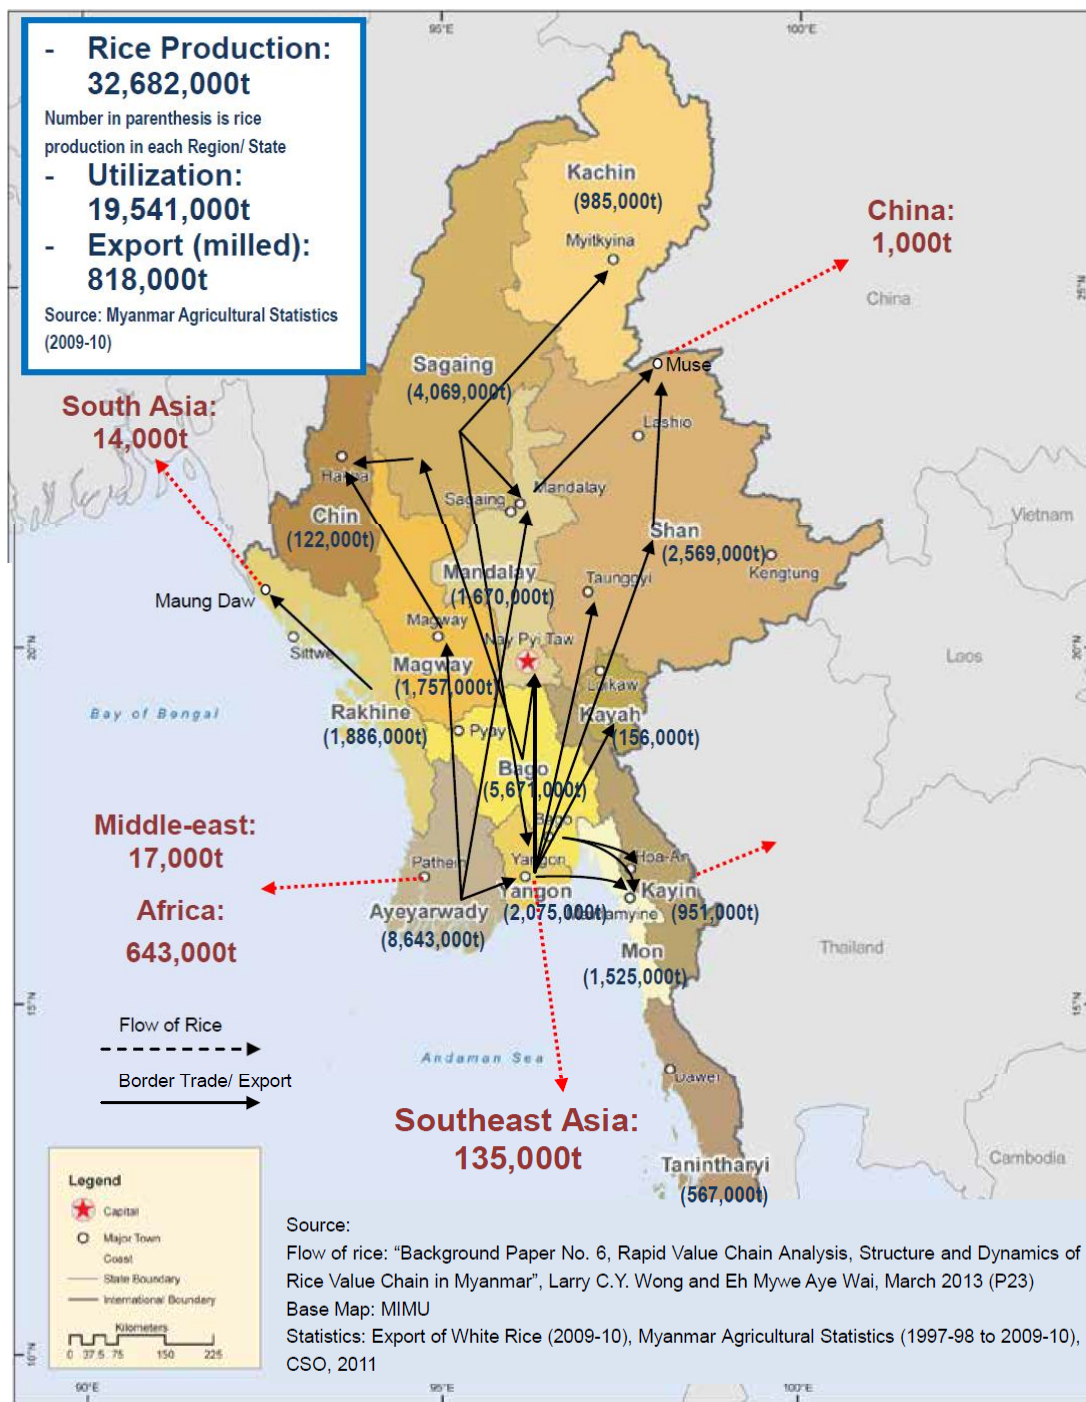 - Rice Production:
32,682,000t
Number in parenthesis is rice
production in each Region/ State
- Utilization:
19,541,000t
- Export (milled):
818,000t
Source: Myanmar Agricultural Statistics
(2009-10)
95°E
100°E
Kachin
(985,000t)
Myitkyina
China:
1,000t
China
25°N
Sagaing
(4,069,000t)
Muse
South Asia:
14,000t
Lashio
Hakha
Sagaing
Mandalay
Chin
(122,000t)
Shan
(2,569,000t)
Vietnam
Mandalay
(1,670,000t)
Taunggyi
Kengtung
Maung Daw
Magway
Sittwe
Nay Pyi Taw
20°N
20°N
Laos
Magway
(1,757,000t)
Loikaw
Rakhine
(1,886,000t)
Bay of Bengal
Pyay
Kayah
(156,000t)
Bago
(5,671,000t)
Middle-east:
17,000t
Bago
Pathein
Yangon
Hpa-An
Africa:
643,000t
Ayeyarwady
(8,643,000t)
Yangon
(2,075,000t)
Kayin
(951,000t)
Mawlamyine
Mon
(1,525,000t)
Thailand
15°N
15°N
Flow of Rice
Border Trade/ Export
Andaman Sea
Dawei
Southeast Asia:
135,000t
Tanintharyi
(567,000t)
Cambodia
Legend
Capital
Major Town
Coast
State Boundary
International Boundary
Kilometers
0 37.5 75 150 225
Source:
Flow of rice: “Background Paper No. 6, Rapid Value Chain Analysis, Structure and Dynamics of
Rice Value Chain in Myanmar”, Larry C.Y. Wong and Eh Mywe Aye Wai, March 2013 (P23)
Base Map: MIMU
Statistics: Export of White Rice (2009-10), Myanmar Agricultural Statistics (1997-98 to 2009-10),
CSO, 2011
10°N
90°E
95°E
100°E